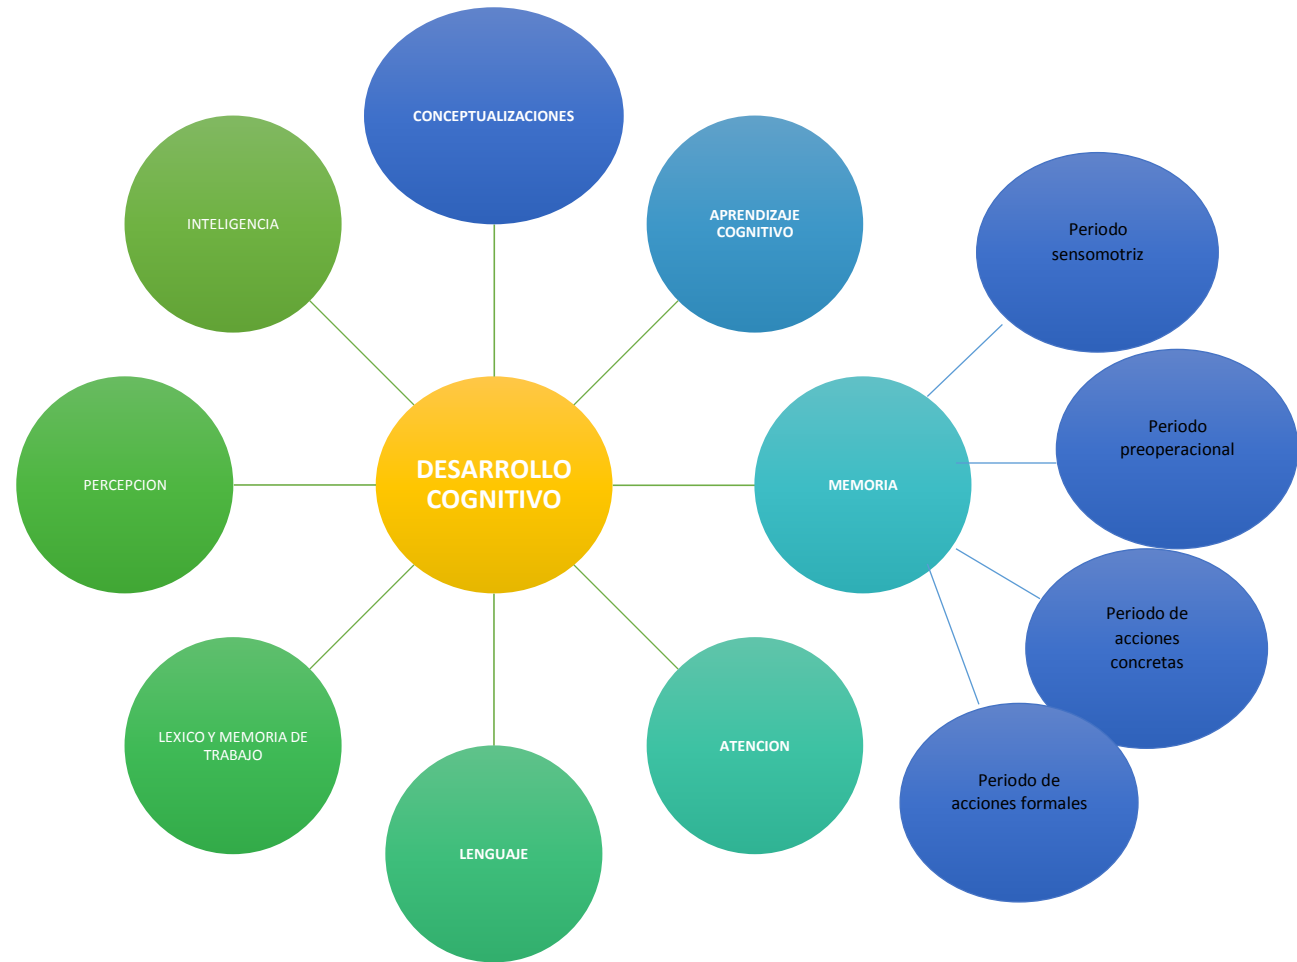 CONCEPTUALIZACIONES
APRENDIZAJE
COGNITIVO
INTELIGENCIA
Periodo
sensomotriz
Periodo
preoperacional
DESARROLLO
COGNITIVO
MEMORIA
PERCEPCION
Periodo de
acciones
concretas
LEXICO Y MEMORIA DE
TRABAJO
ATENCION
Periodo de
acciones formales
LENGUAJE